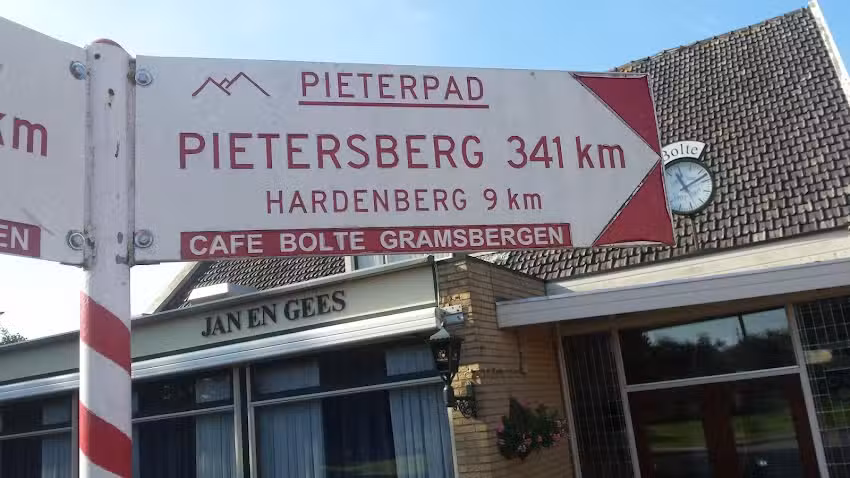 PIETERPAD
PIETERSBERG 341 km
HARDENBERG 9 km
CAFE BOLTE GRAMSBERGEN
km
EN
Bolte
JAN EN GEES